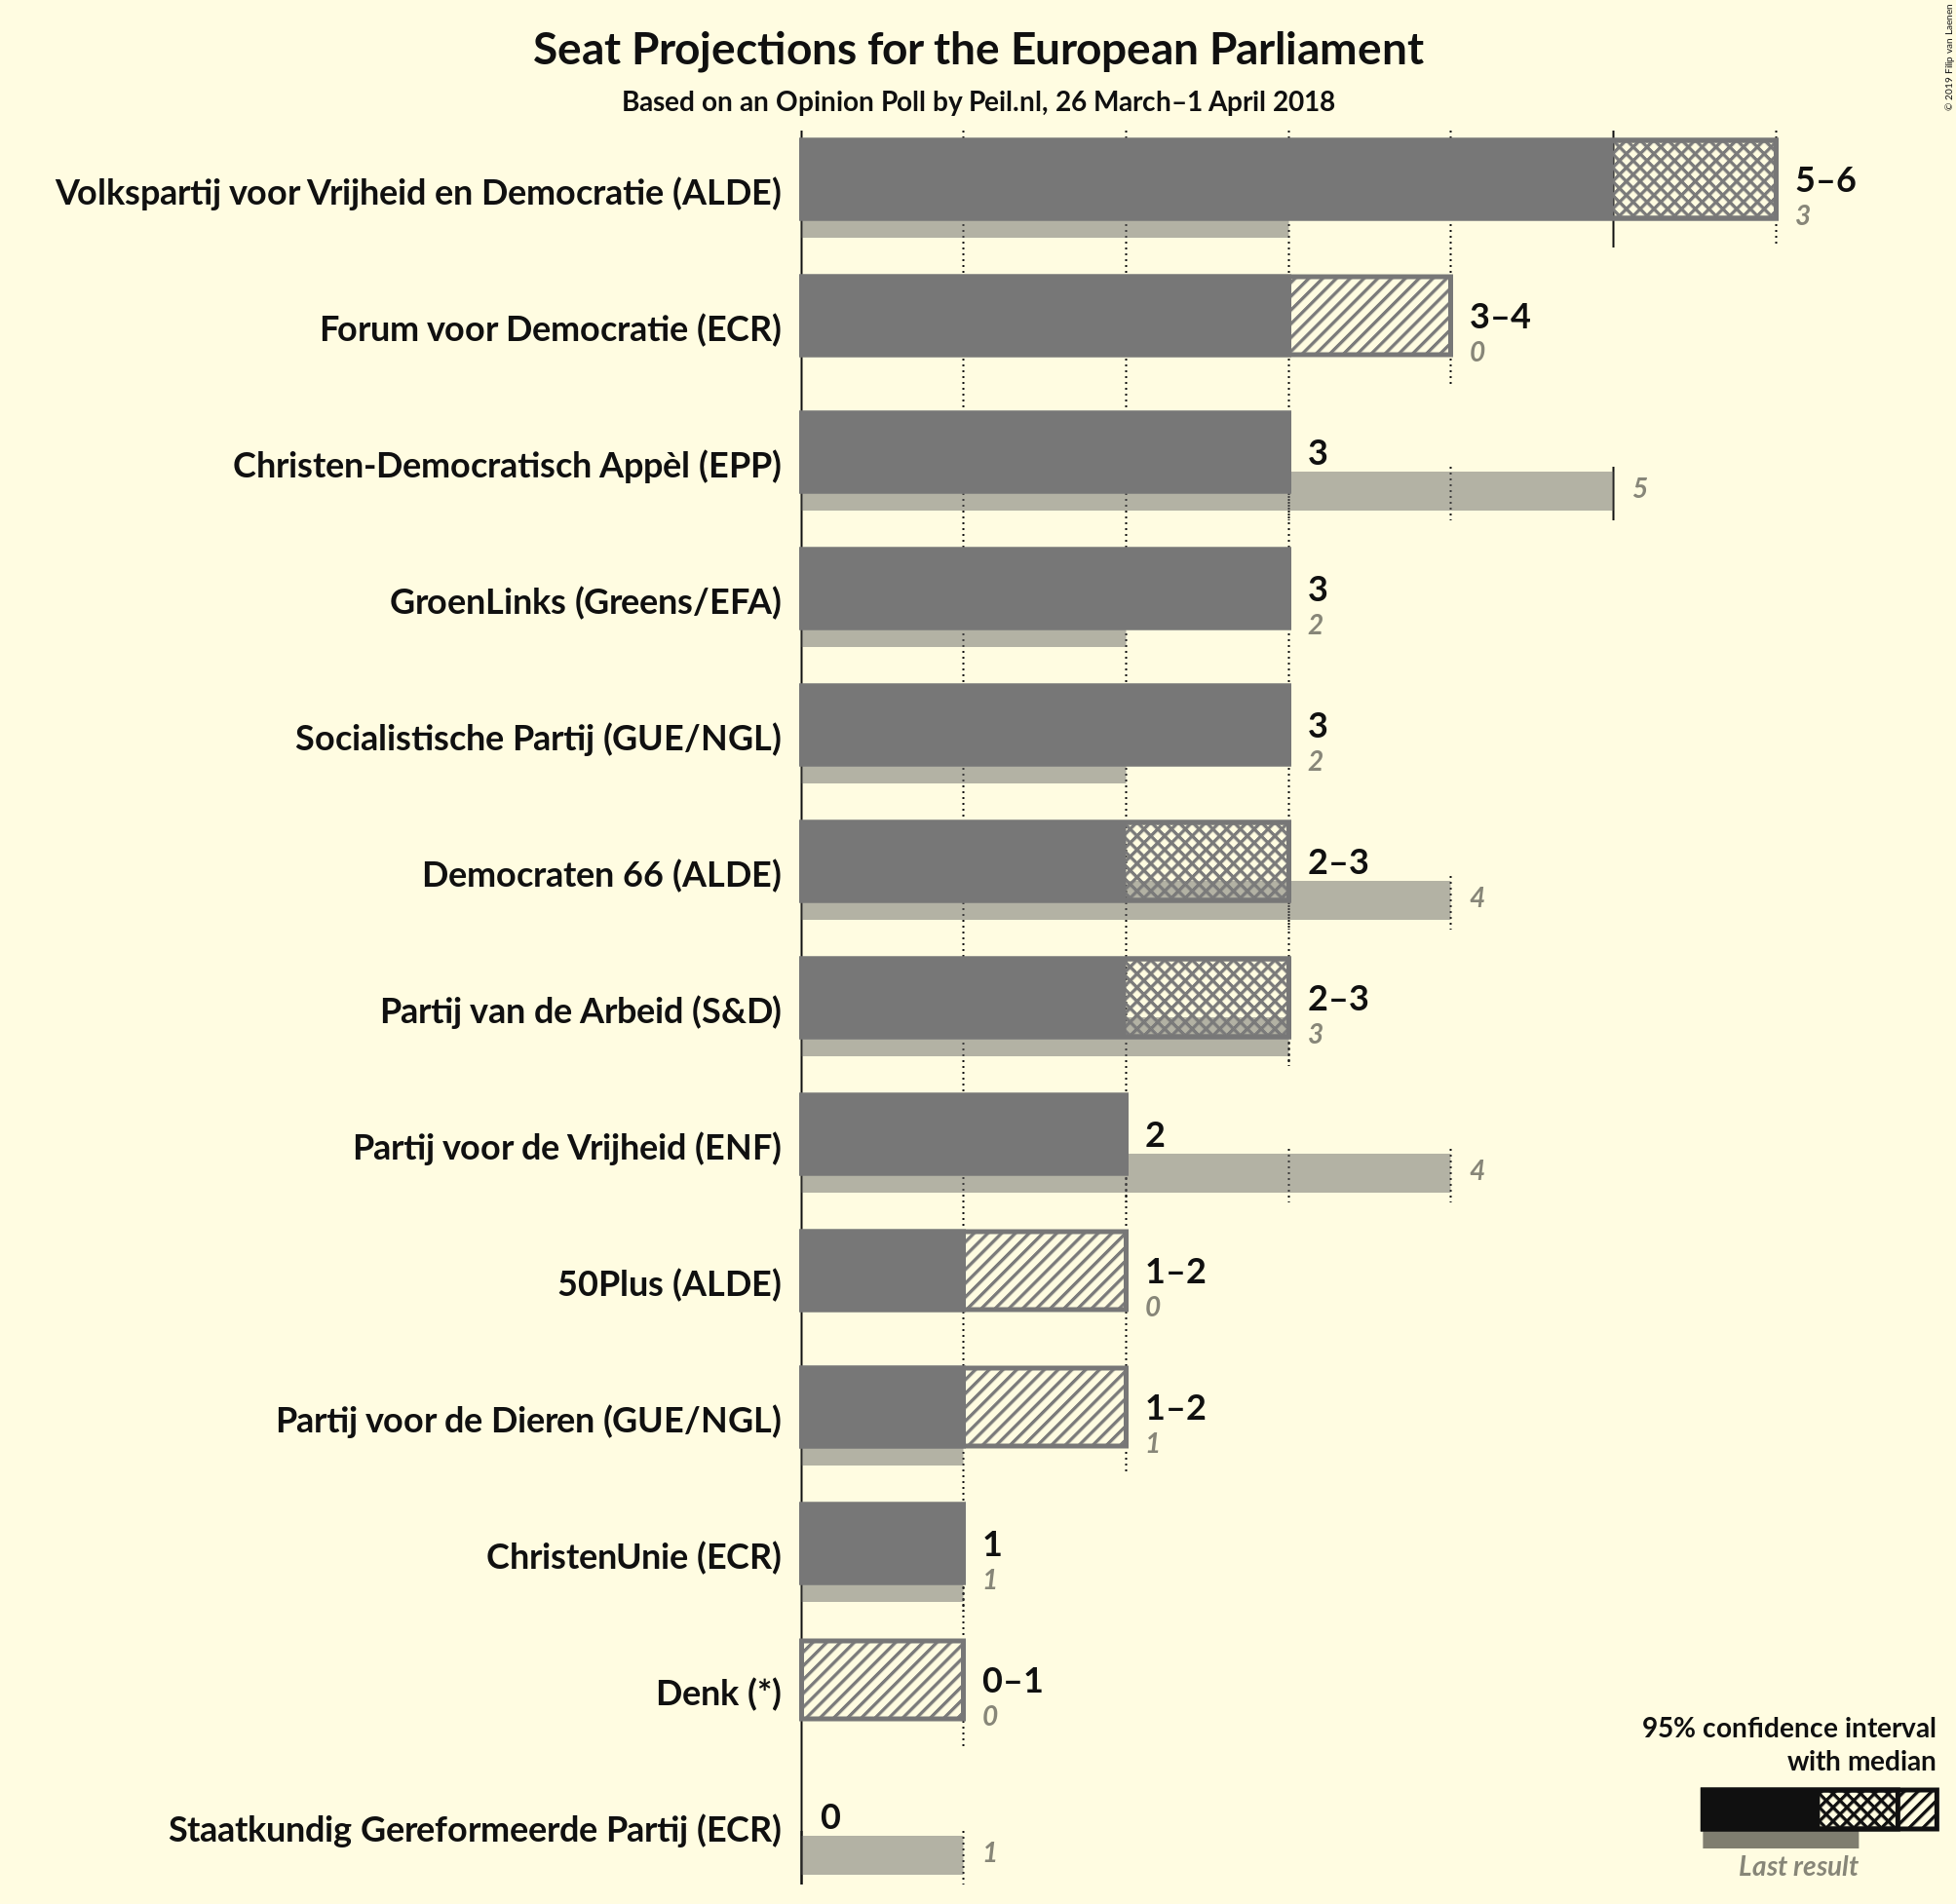 Seat Projections for the European Parliament
Based on an Opinion Poll by Peil.nl, 26 March–1 April 2018
© 2019 Filip van Laenen
Volkspartij voor Vrijheid en Democratie (ALDE)
5–6
3
Forum voor Democratie (ECR)
3–4
0
Christen-Democratisch Appèl (EPP)
3
5
GroenLinks (Greens/EFA)
3
2
Socialistische Partij (GUE/NGL)
3
2
Democraten 66 (ALDE)
2–3
4
Partij van de Arbeid (S&D)
2–3
3
Partij voor de Vrijheid (ENF)
2
4
50Plus (ALDE)
1–2
0
Partij voor de Dieren (GUE/NGL)
1–2
1
ChristenUnie (ECR)
1
1
Denk (*)
0–1
0
Staatkundig Gereformeerde Partij (ECR)
0
1
95% confidence interval
with median
Last result